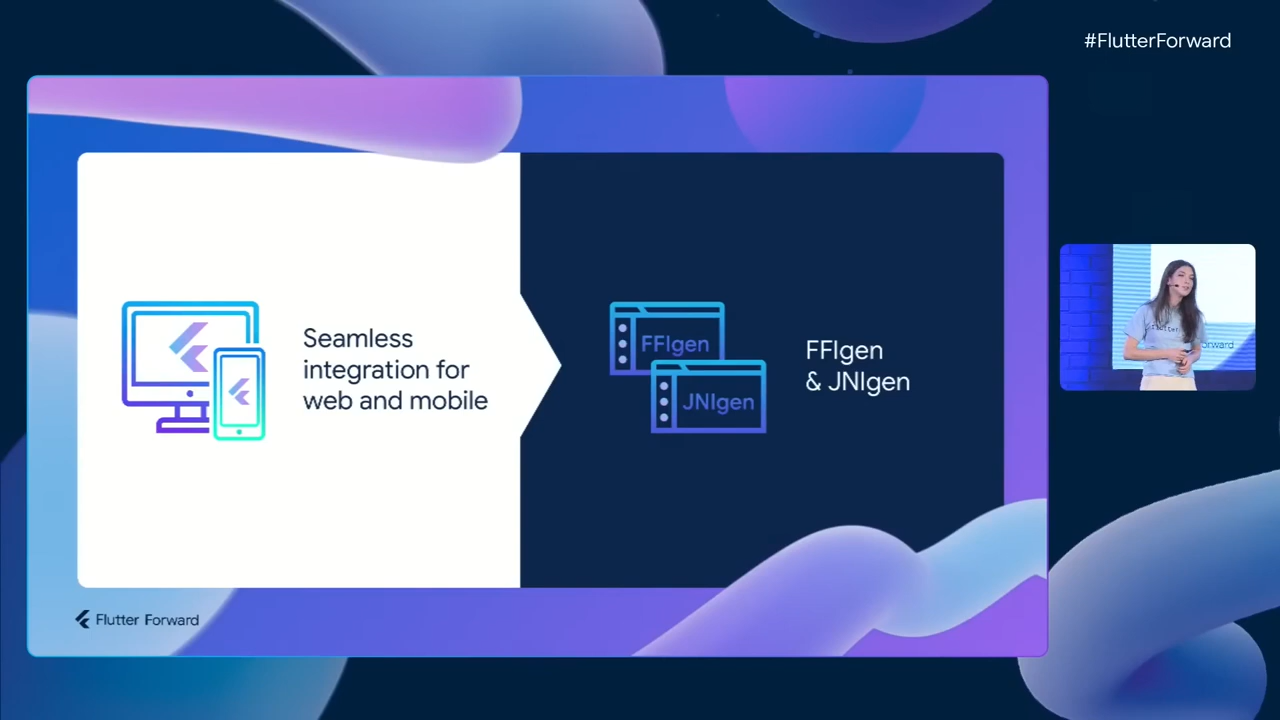 #FlutterForward
Seamless
integration for
web and mobile
FFIgen
JNIgen
FFIgen
& JNIgen
Flutter Forward